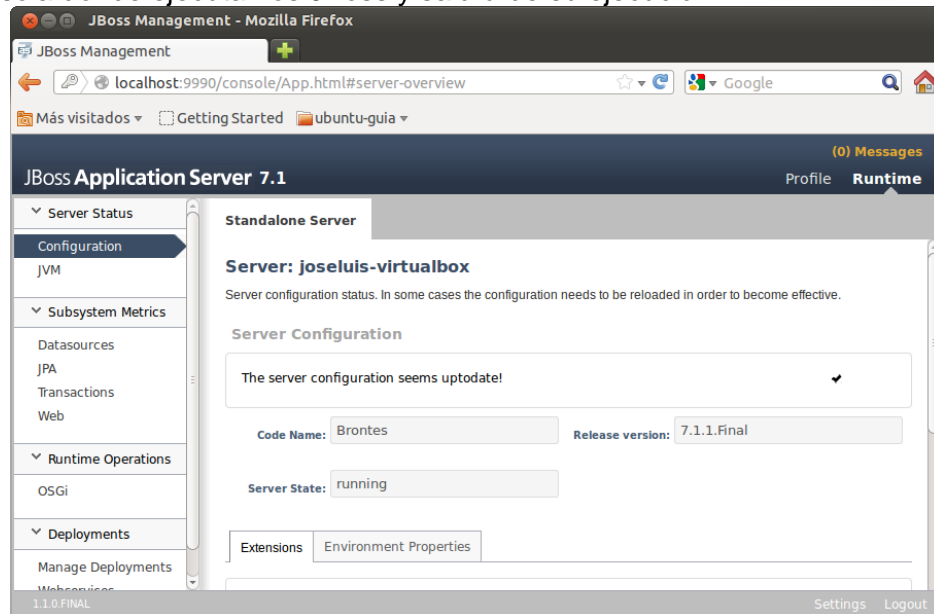 JBoss Management - Mozilla Firefox
JBoss Management
localhost:9990/console/App.html#server-overview
Google
Más visitados
Getting Started
ubuntu-guia
(0) Messages
JBoss Application Server 7.1
Profile
Runtime
Server Status
Configuration
JVM
Subsystem Metrics
Datasources
JPA
Transactions
Web
Runtime Operations
OSGi
Deployments
Manage Deployments
Standalone Server
Server: joseluis-virtualbox
Server configuration status. In some cases the configuration needs to be reloaded in order to become effective.
Server Configuration
The server configuration seems uptodate!
Code Name: Brontes
Release version: 7.1.1.Final
Server State: running
Extensions
Environment Properties
1.1.0.FINAL
Settings
Logout